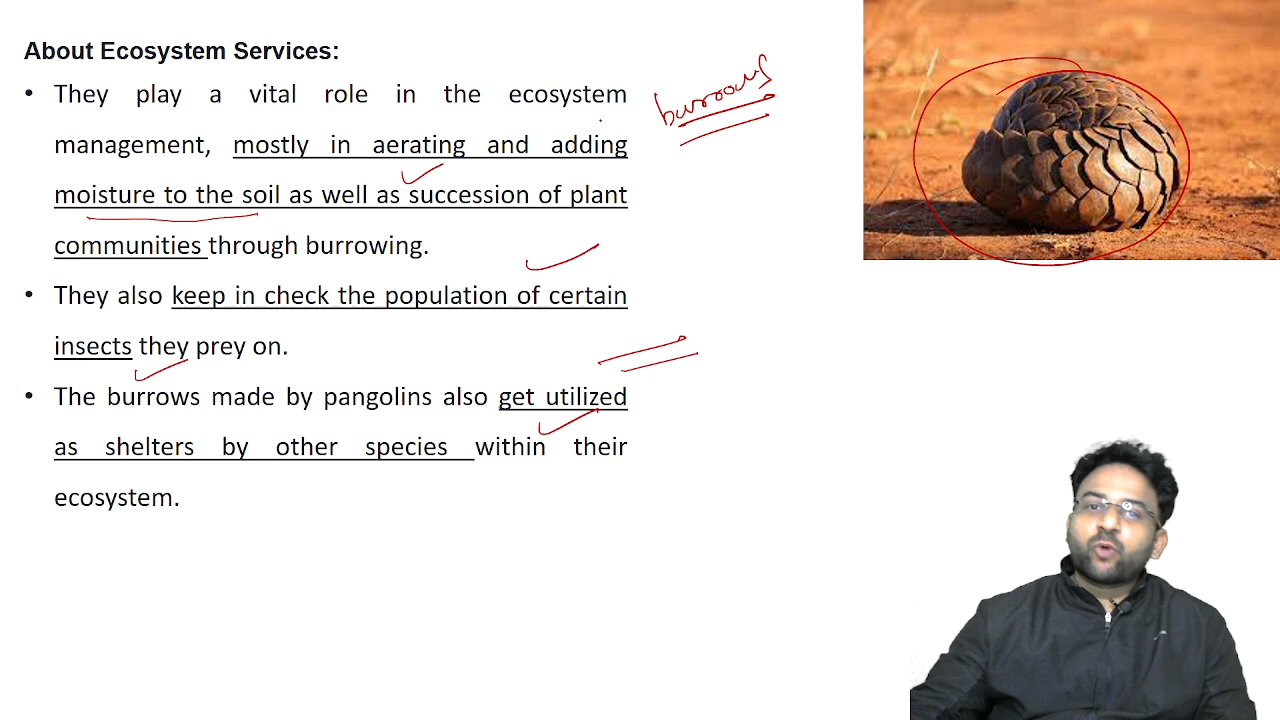 About Ecosystem Services:
• They play a vital role in the ecosystem
management, mostly in aerating and adding
moisture to the soil as well as succession of plant
communities through burrowing.
• They also keep in check the population of certain
insects they prey on.
• The burrows made by pangolins also get utilized
as shelters by other species within their
ecosystem.
burrows